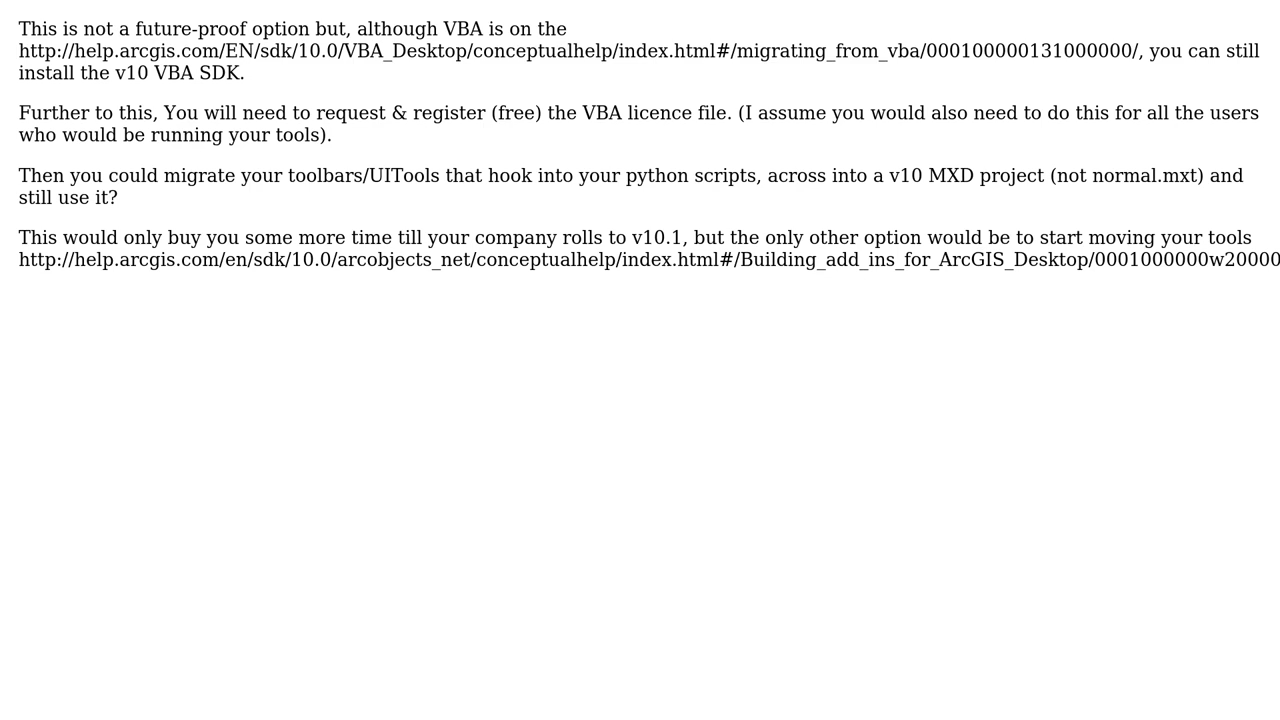 This is not a future-proof option but, although VBA is on the
http://help.arcgis.com/EN/sdk/10.0/VBA_Desktop/conceptualhelp/index.html#/migrating_from_vba/000100000131000000/, you can still
install the v10 VBA SDK.
Further to this, You will need to request & register (free) the VBA licence file. (I assume you would also need to do this for all the users
who would be running your tools).
Then you could migrate your toolbars/UITools that hook into your python scripts, across into a v10 MXD project (not normal.mxt) and
still use it?
This would only buy you some more time till your company rolls to v10.1, but the only other option would be to start moving your tools
http://help.arcgis.com/en/sdk/10.0/arcobjects_net/conceptualhelp/index.html#/Building_add_ins_for_ArcGIS_Desktop/0001000000w20000